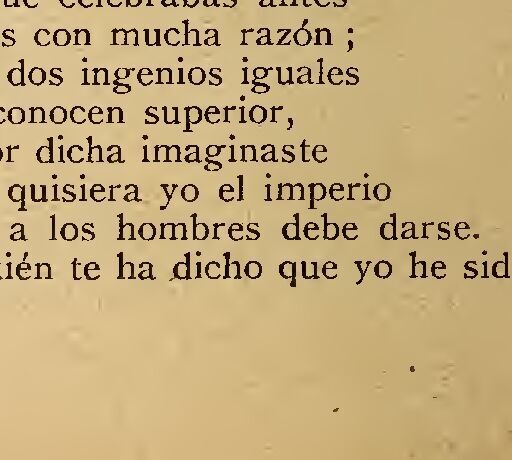 celebrabas antes
s con mucha razón ;
dos ingenios iguales
conocen superior,
r dicha imaginaste
quisiera yo el imperio
a los hombres debe darse.
ién te ha dicho que yo he sid